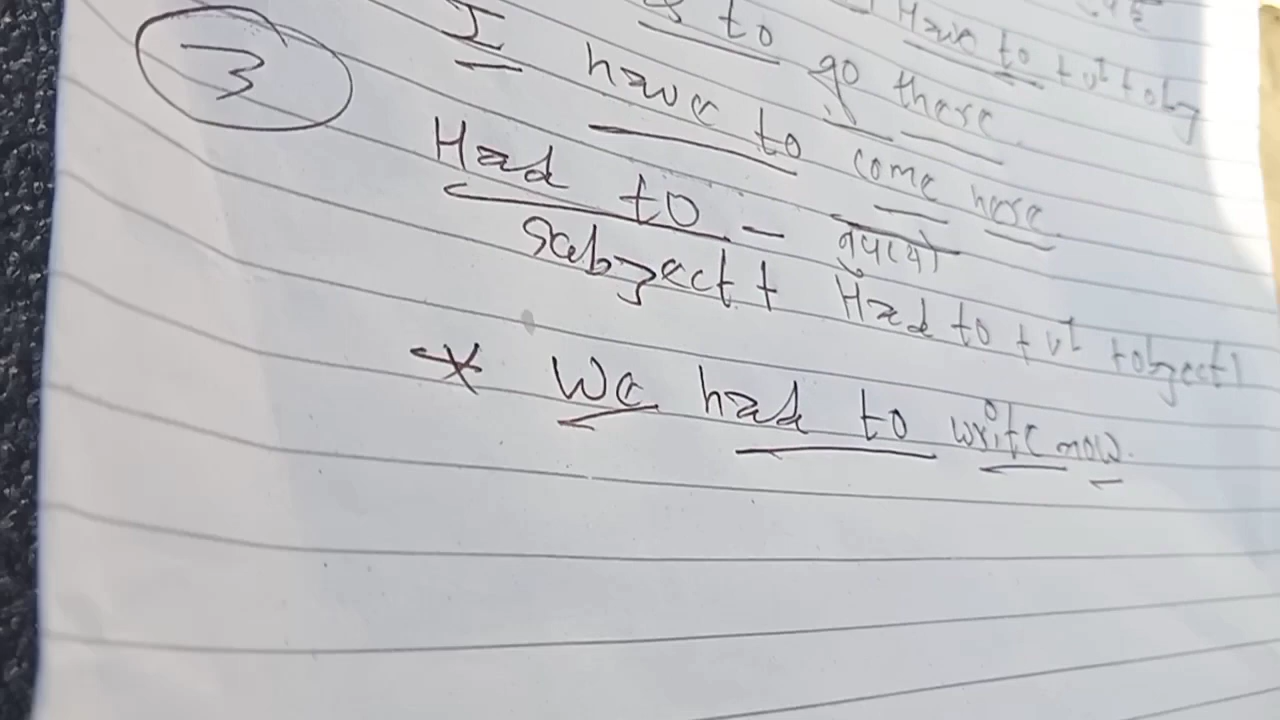 to go there
Have to + v1 + obj
I have to come here
③ Had to -
Subject + Had to + v1 + object)
* We had to write now.